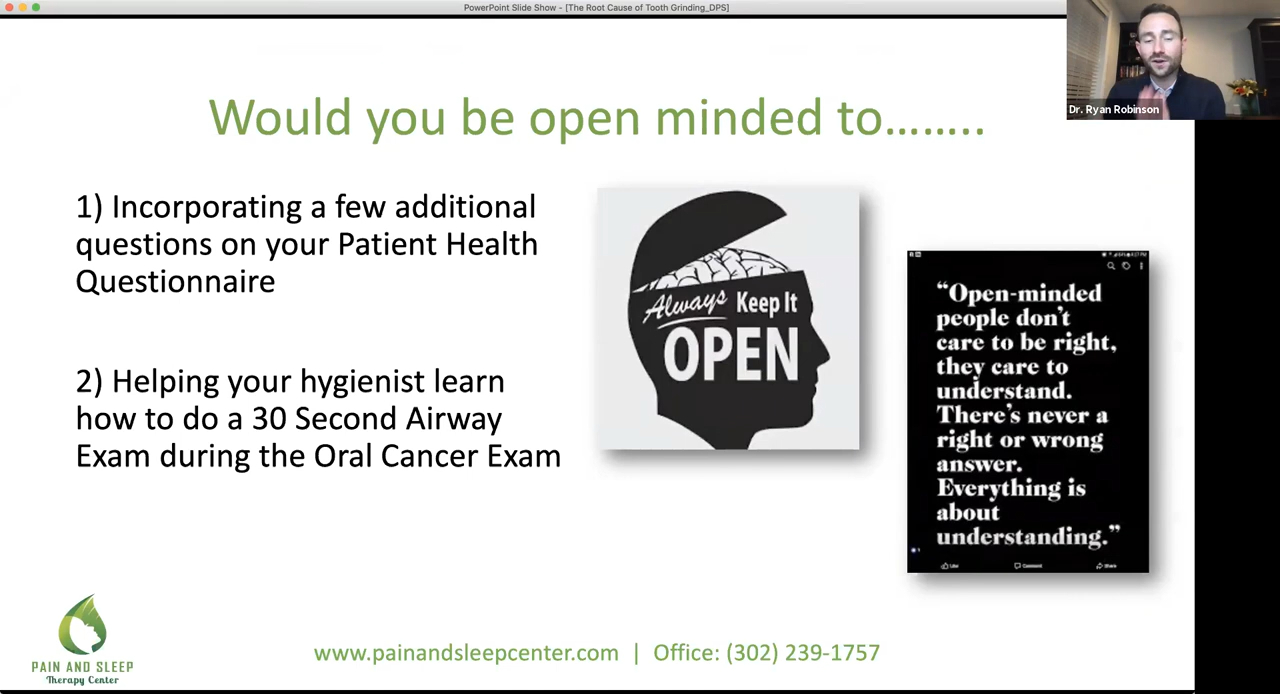 PowerPoint Slide Show - [The Root Cause of Tooth Grinding_DPS]
Dr. Ryan Robinson
Would you be open minded to……..
1) Incorporating a few additional
questions on your Patient Health
Questionnaire
2) Helping your hygienist learn
how to do a 30 Second Airway
Exam during the Oral Cancer Exam
Always Keep It
OPEN
“Open-minded
people don’t
care to be right,
they care to
understand.
There’s never a
right or wrong
answer.
Everything is
about
understanding.”
Like Comment Share
PAIN AND SLEEP
Therapy Center
www.painandsleepcenter.com | Office: (302) 239-1757